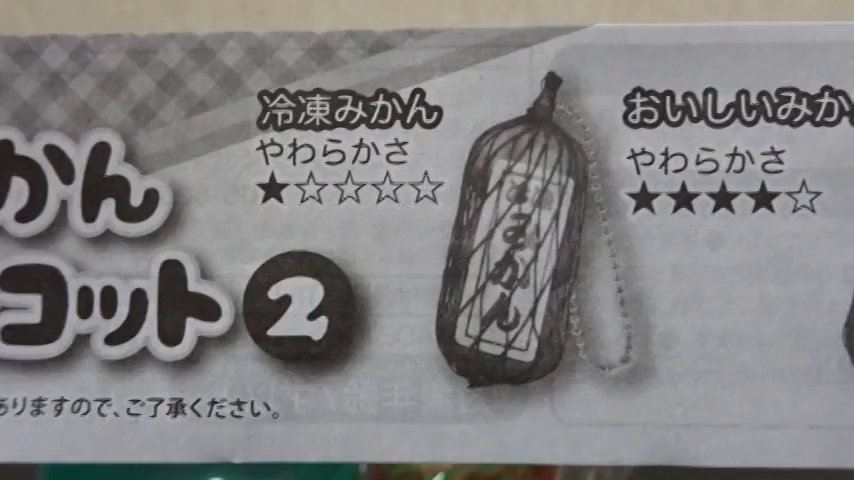 かん
コット②
ありますので、ご了承ください。
冷凍みかん
やわらかさ
★☆☆☆☆
みかん
おいしいみか
やわらかさ
★★★★☆